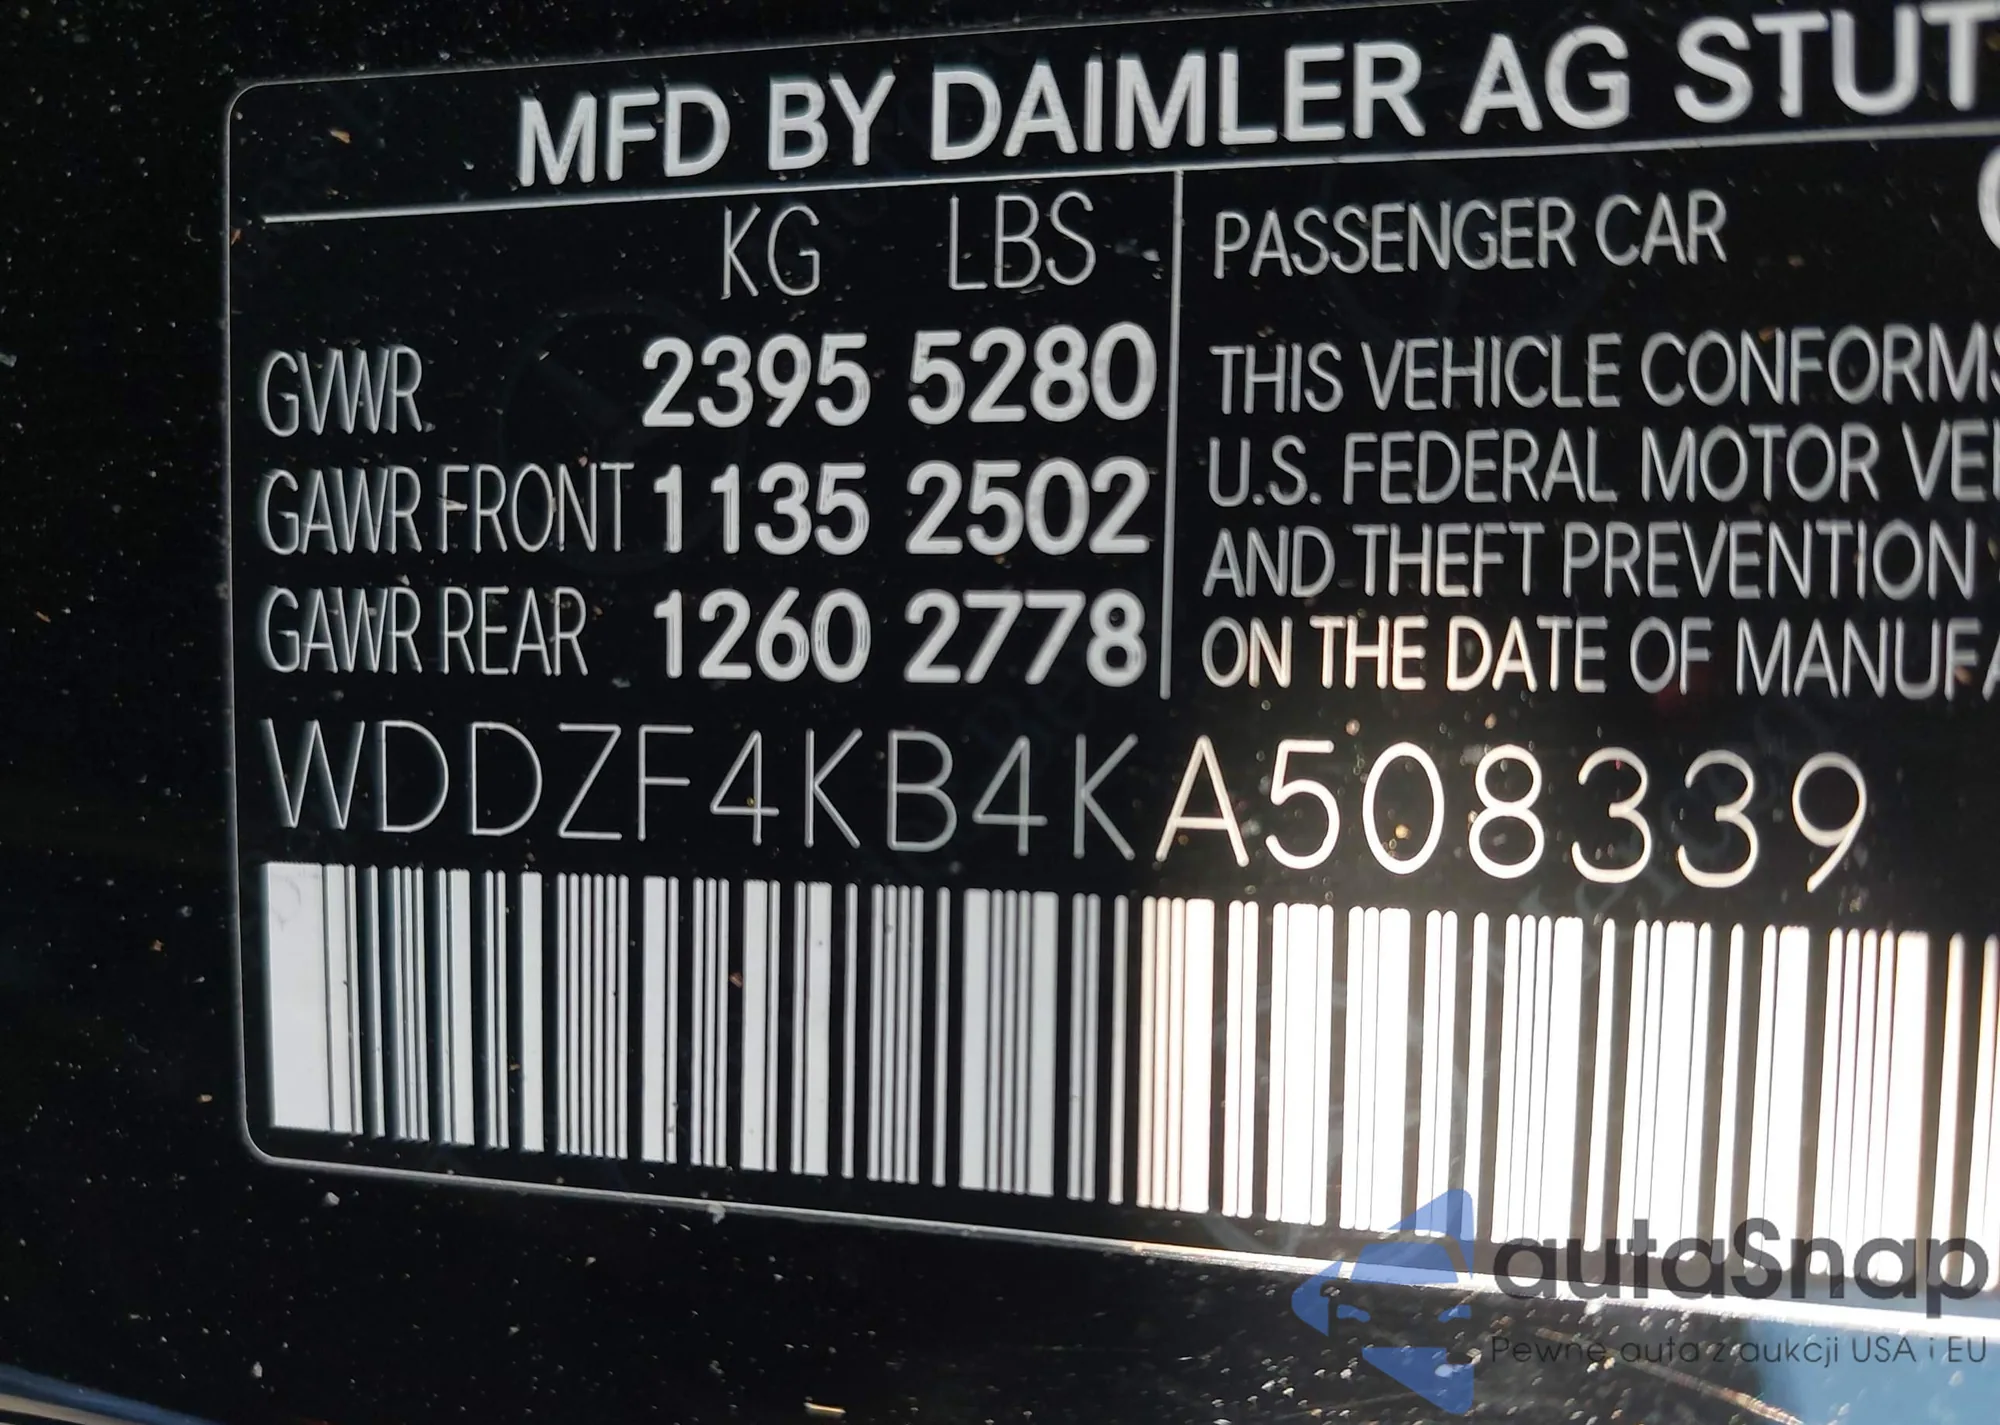 MFD BY DAIMLER AG STUT
KG LBS
GVWR 2395 5280
GAWR FRONT 1135 2502
GAWR REAR 1260 2778
PASSENGER CAR
THIS VEHICLE CONFORMS
U.S. FEDERAL MOTOR VE
AND THEFT PREVENTION
ON THE DATE OF MANUFA
WDDZF4KB4KA508339
autaSnap
Pewne auta z aukcji USA i EU